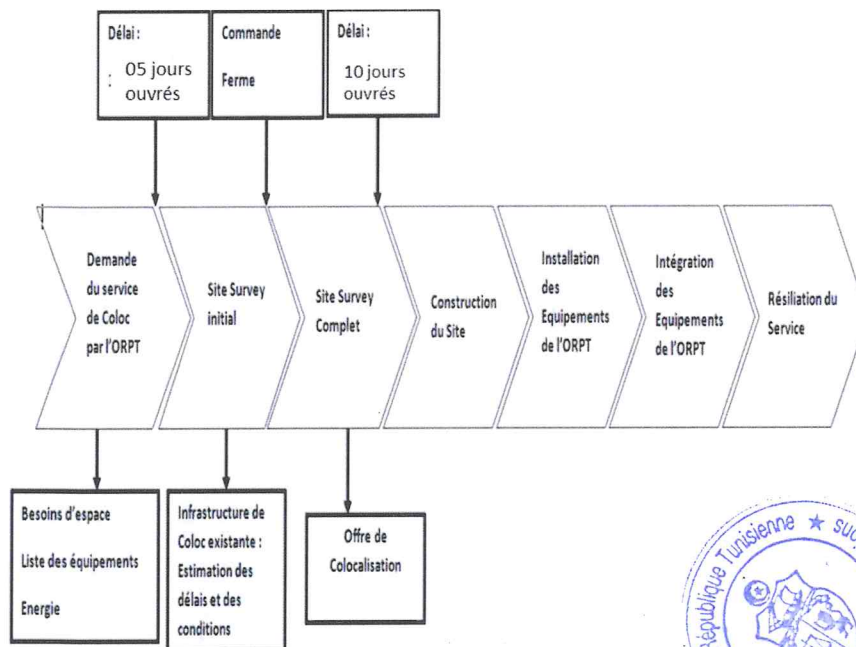 Délai :
: 05 jours
ouvrés
Commande
Ferme
Délai :
10 jours
ouvrés
Demande
du service
de Coloc
par l'ORPT
Site Survey
initial
Site Survey
Complet
Construction
du Site
Installation
des
Equipements
de l'ORPT
Intégration
des
Equipements
de l'ORPT
Résiliation du
Service
Besoins d'espace
Liste des équipements
Energie
Infrastructure de
Coloc existante :
Estimation des
délais et des
conditions
Offre de
Colocalisation
République Tunisienne ★